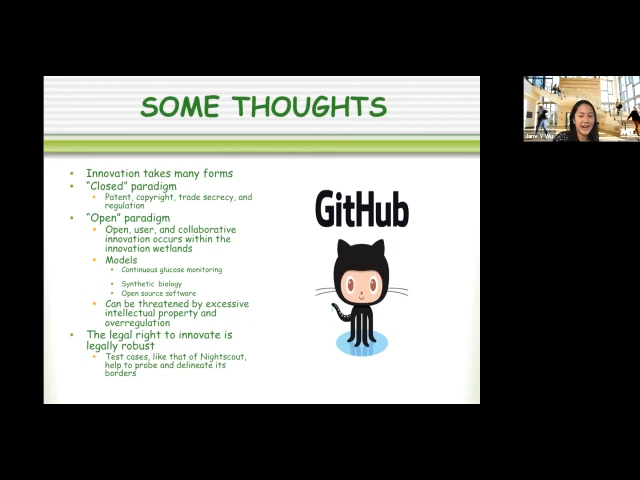 SOME THOUGHTS
Innovation takes many forms
"Closed" paradigm
Patent, copyright, trade secrecy, and
regulation
"Open" paradigm
Open, user, and collaborative
innovation occurs within the
innovation wetlands
Models
Continuous glucose monitoring
Synthetic biology
Open source software
Can be threatened by excessive
intellectual property and
overregulation
The legal right to innovate is
legally robust
Test cases, like that of Nightscout,
help to probe and delineate its
borders
GitHub